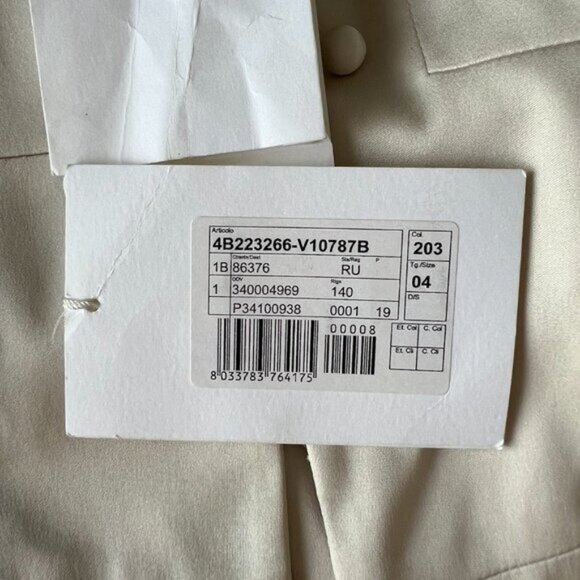 Articolo
4B223266-V10787B
Col.
203
Cliente/Dest
Sta/Rag
P
1B
86376
RU
Tg./Size
04
ODV
Riga
1
340004969
140
D/S
P34100938
0001
19
00008
Et. Col
C. Col
Et. Cli
C. Cli
8 033783 764175